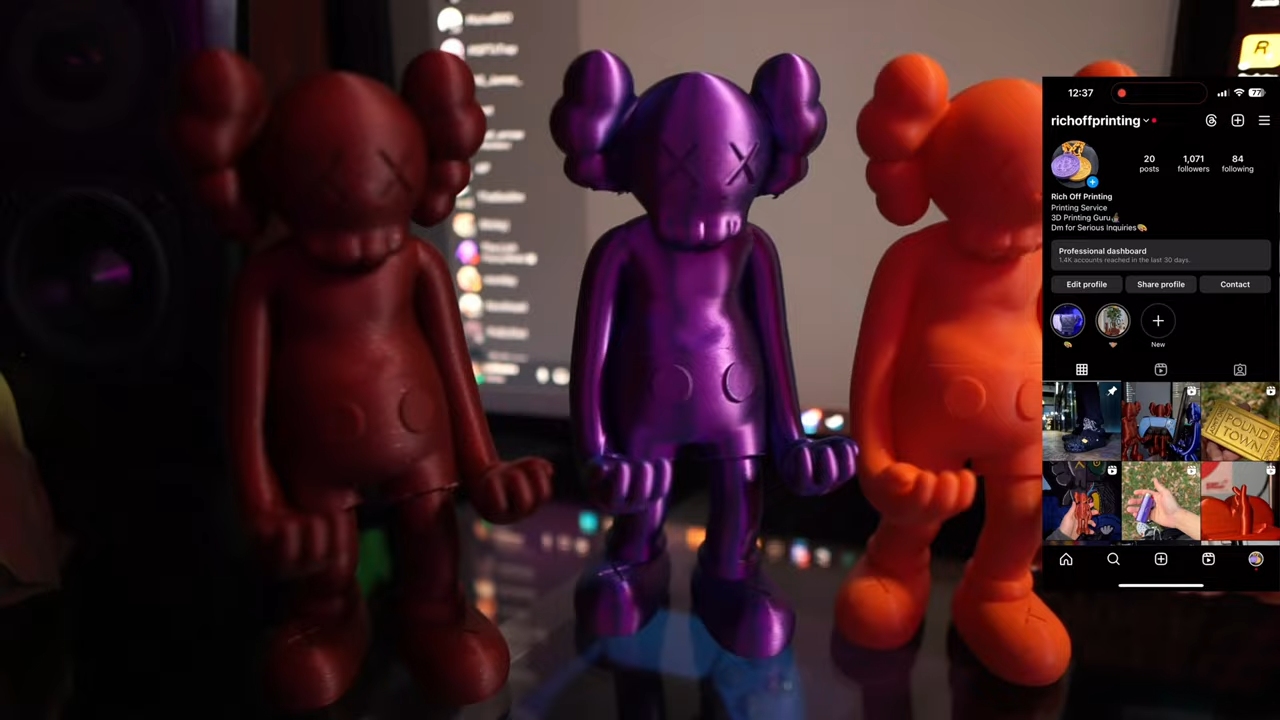 R
12:37
77
richoffprinting
20
1,071
84
posts
followers
following
Rich Off Printing
Printing Service
3D Printing Guru
Dm for Serious Inquiries
Professional dashboard
1.4K accounts reached in the last 30 days.
Edit profile
Share profile
Contact
New
POUND
TOWN